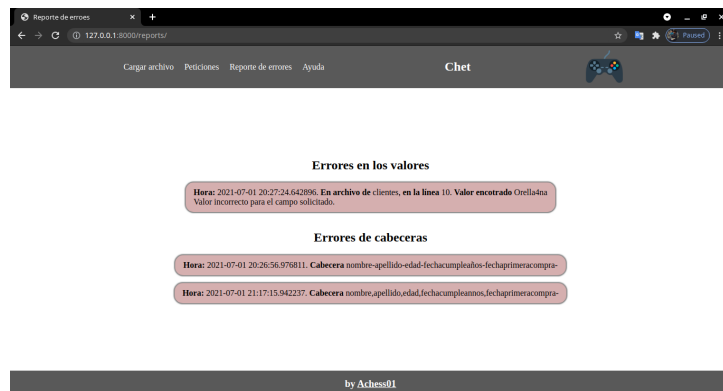 Reporte de erroes
127.0.0.1:8000/reports/
Paused
Cargar archivo Peticiones Reporte de errores Ayuda Chet
Errores en los valores
Hora: 2021-07-01 20:27:24.642896. En archivo de clientes, en la línea 10. Valor encotrado Orella4na
Valor incorrecto para el campo solicitado.
Errores de cabeceras
Hora: 2021-07-01 20:26:56.976811. Cabecera nombre-apellido-edad-fechacumpleaños-fechaprimeracompra-
Hora: 2021-07-01 21:17:15.942237. Cabecera nombre,apellido,edad,fechacumpleannos,fechaprimeracompra-
by Achess01